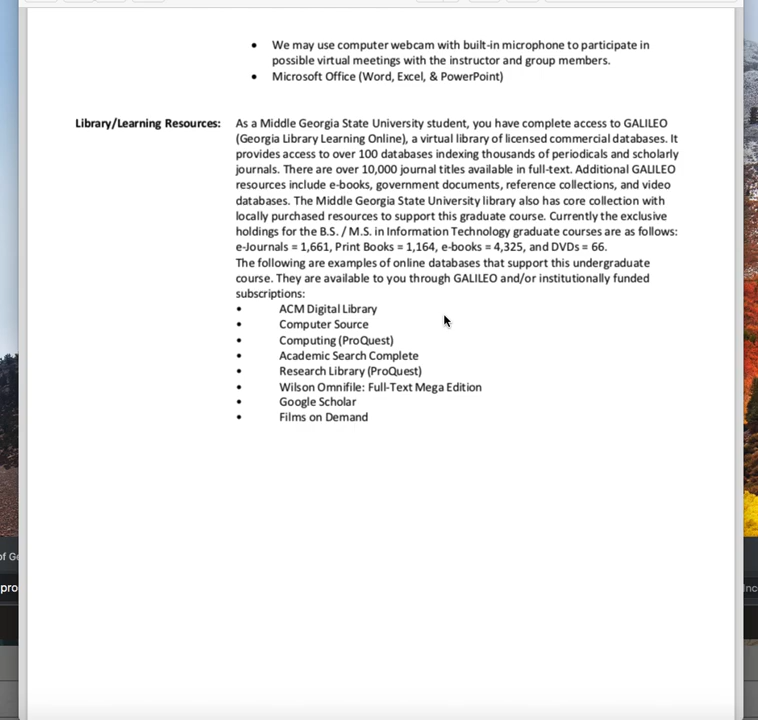 • We may use computer webcam with built-in microphone to participate in
possible virtual meetings with the instructor and group members.
• Microsoft Office (Word, Excel, & PowerPoint)
Library/Learning Resources: As a Middle Georgia State University student, you have complete access to GALILEO
(Georgia Library Learning Online), a virtual library of licensed commercial databases. It
provides access to over 100 databases indexing thousands of periodicals and scholarly
journals. There are over 10,000 journal titles available in full-text. Additional GALILEO
resources include e-books, government documents, reference collections, and video
databases. The Middle Georgia State University library also has core collection with
locally purchased resources to support this graduate course. Currently the exclusive
holdings for the B.S. / M.S. in Information Technology graduate courses are as follows:
e-Journals = 1,661, Print Books = 1,164, e-books = 4,325, and DVDs = 66.
The following are examples of online databases that support this undergraduate
course. They are available to you through GALILEO and/or institutionally funded
subscriptions:
• ACM Digital Library
• Computer Source
• Computing (ProQuest)
• Academic Search Complete
• Research Library (ProQuest)
• Wilson Omnifile: Full-Text Mega Edition
• Google Scholar
• Films on Demand
of G
pro